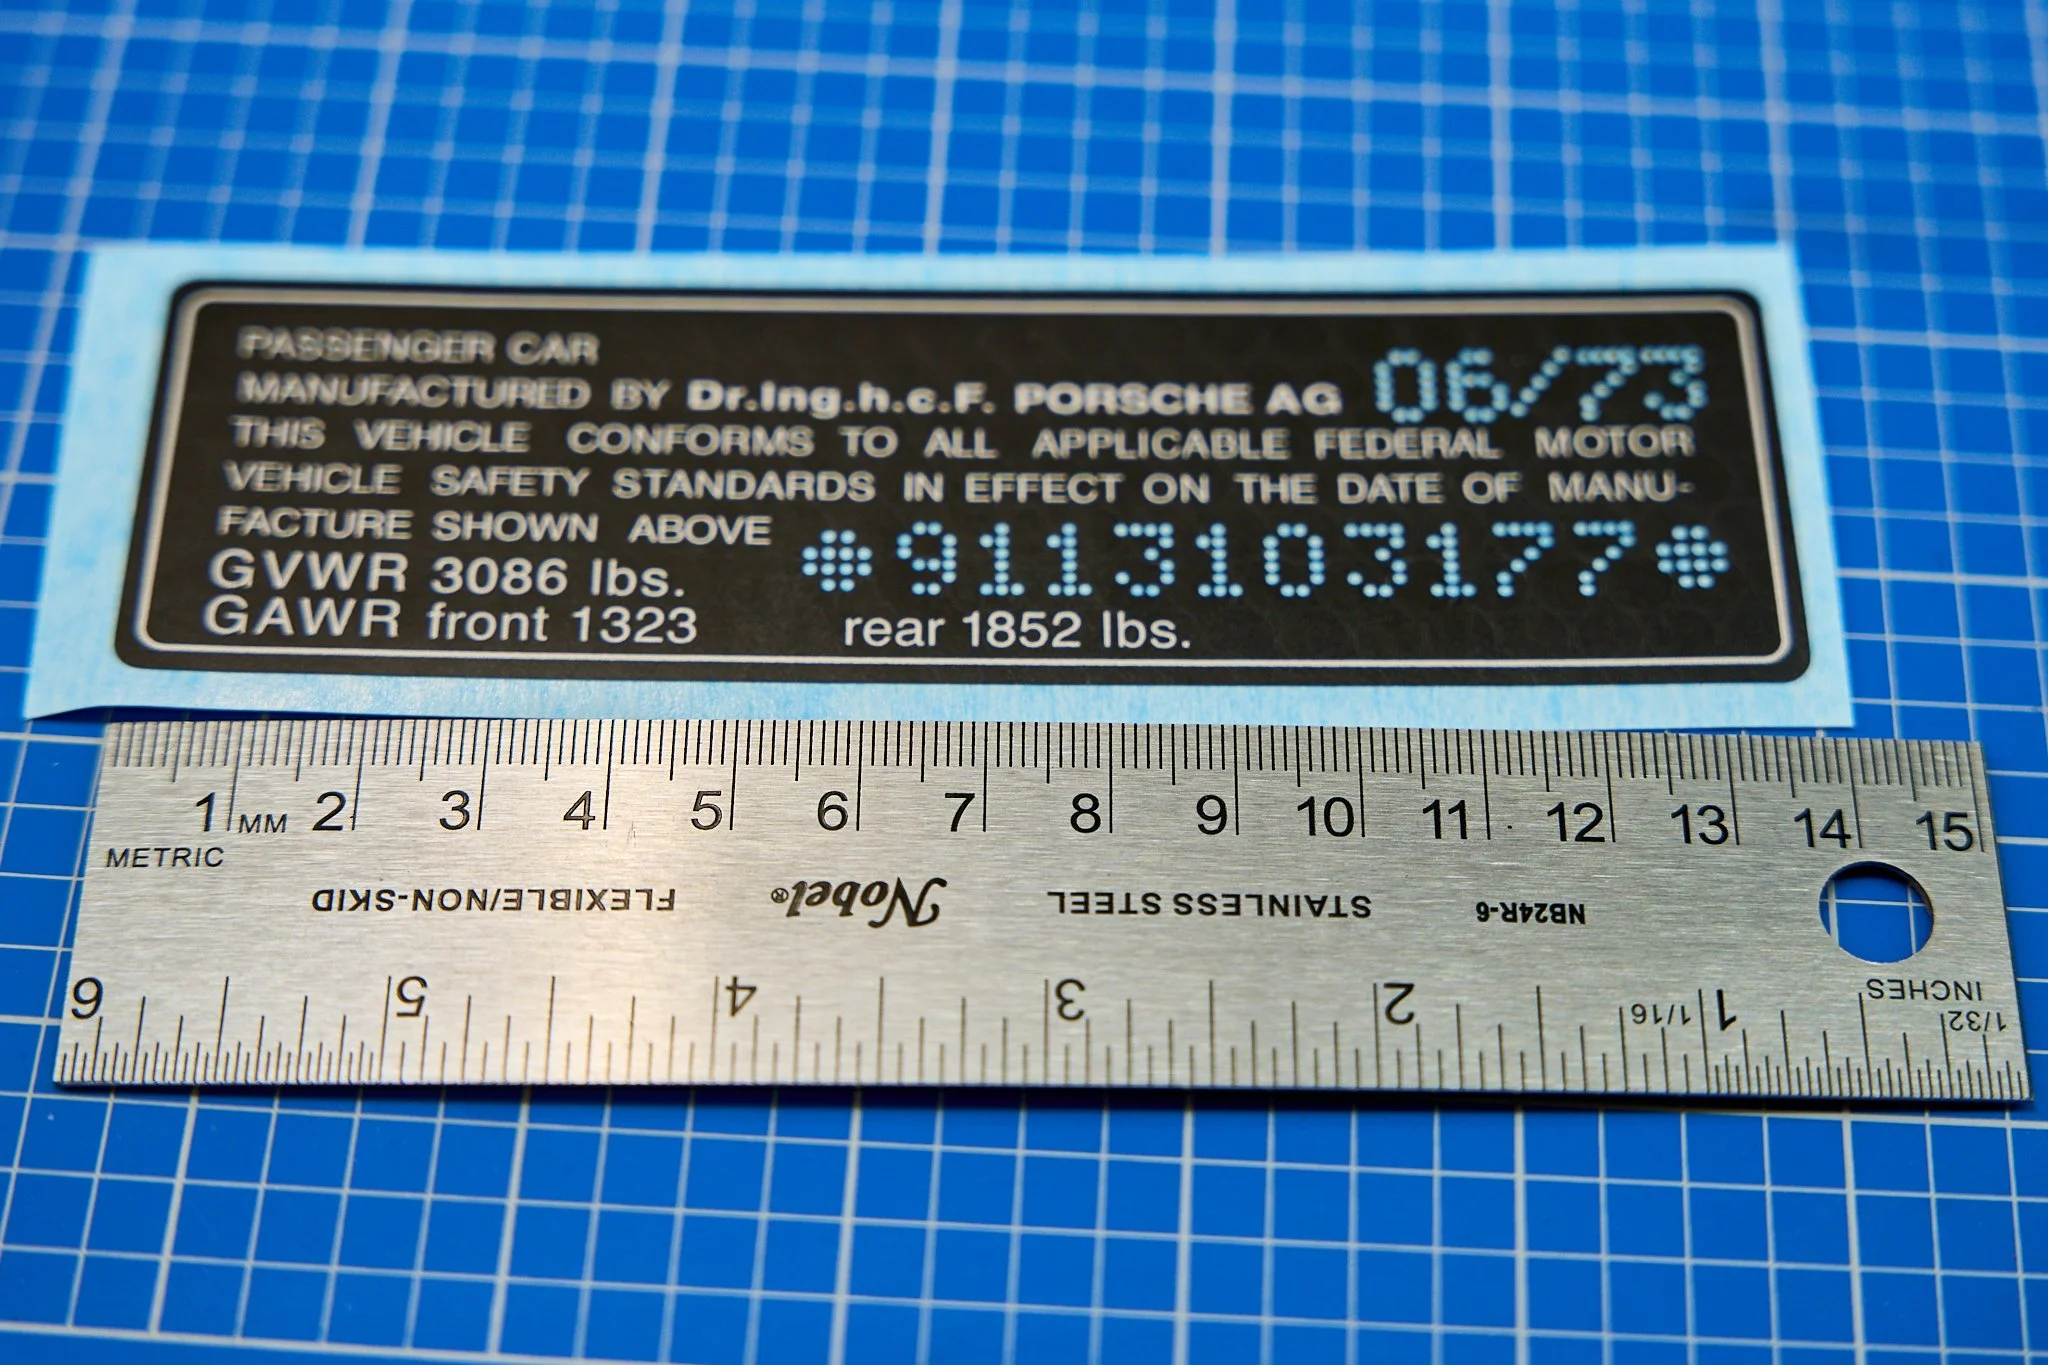 PASSENGER CAR
MANUFACTURED BY Dr.Ing.h.c.F. PORSCHE AG 06/73
THIS VEHICLE CONFORMS TO ALL APPLICABLE FEDERAL MOTOR
VEHICLE SAFETY STANDARDS IN EFFECT ON THE DATE OF MANU-
FACTURE SHOWN ABOVE 9113103177
GVWR 3086 lbs.
GAWR front 1323 rear 1852 lbs.
1 MM 2 3 4 5 6 7 8 9 10 11 12 13 14 15
METRIC
FLEXIBLE/NON-SKID Nobel® STAINLESS STEEL NB24R-6
6 5 4 3 2 1/16 1 INCHES
1/32